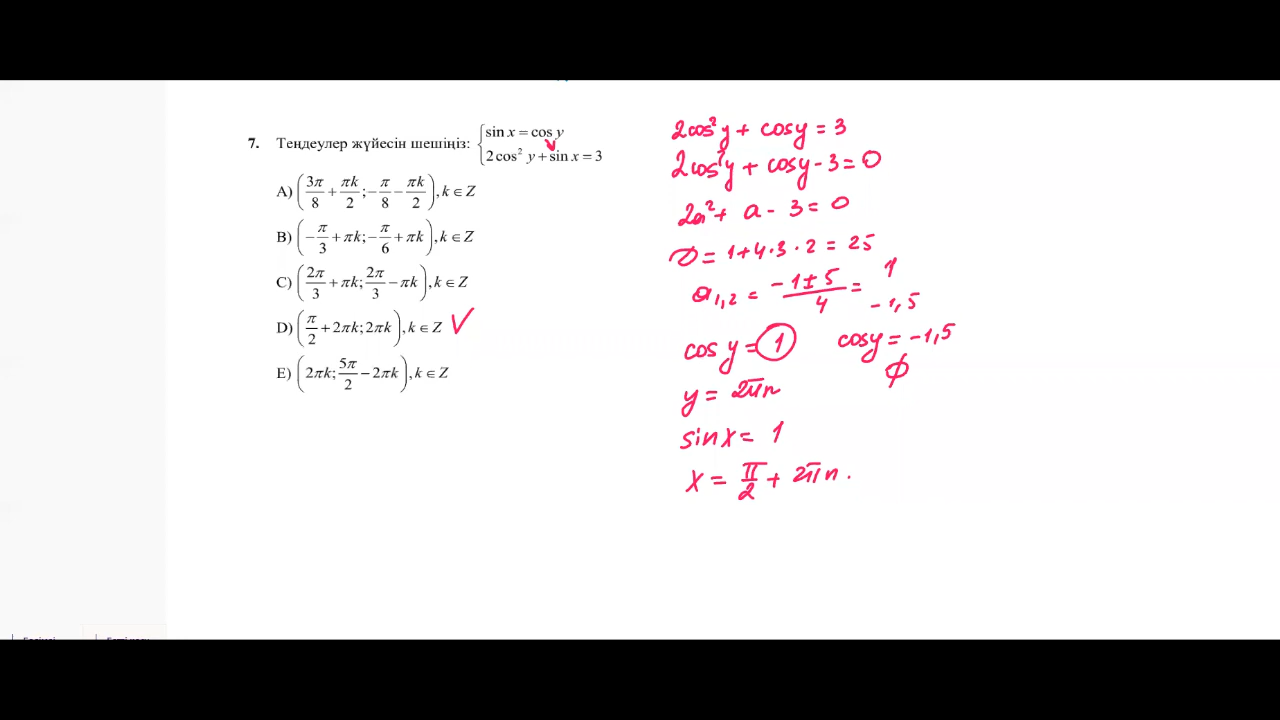 7. Теңдеулер жүйесін шешіңіз: { sin x = cos y
2 cos² y + sin x = 3
A) (3π/8 + πk/2; -π/8 - πk/2), k ∈ Z
B) (-π/3 + πk; -π/6 + πk), k ∈ Z
C) (2π/3 + πk; 2π/3 - πk), k ∈ Z
D) (π/2 + 2πk; 2πk), k ∈ Z ✓
E) (2πk; 5π/2 - 2πk), k ∈ Z
2cos²y + cosy = 3
2cos²y + cosy - 3 = 0
2a² + a - 3 = 0
D = 1+4·3·2 = 25
a₁,₂ = (-1±5)/4 = 1
-1,5
cos y = 1
cosy = -1,5
∅
y = 2πn
sinx = 1
x = π/2 + 2πn.